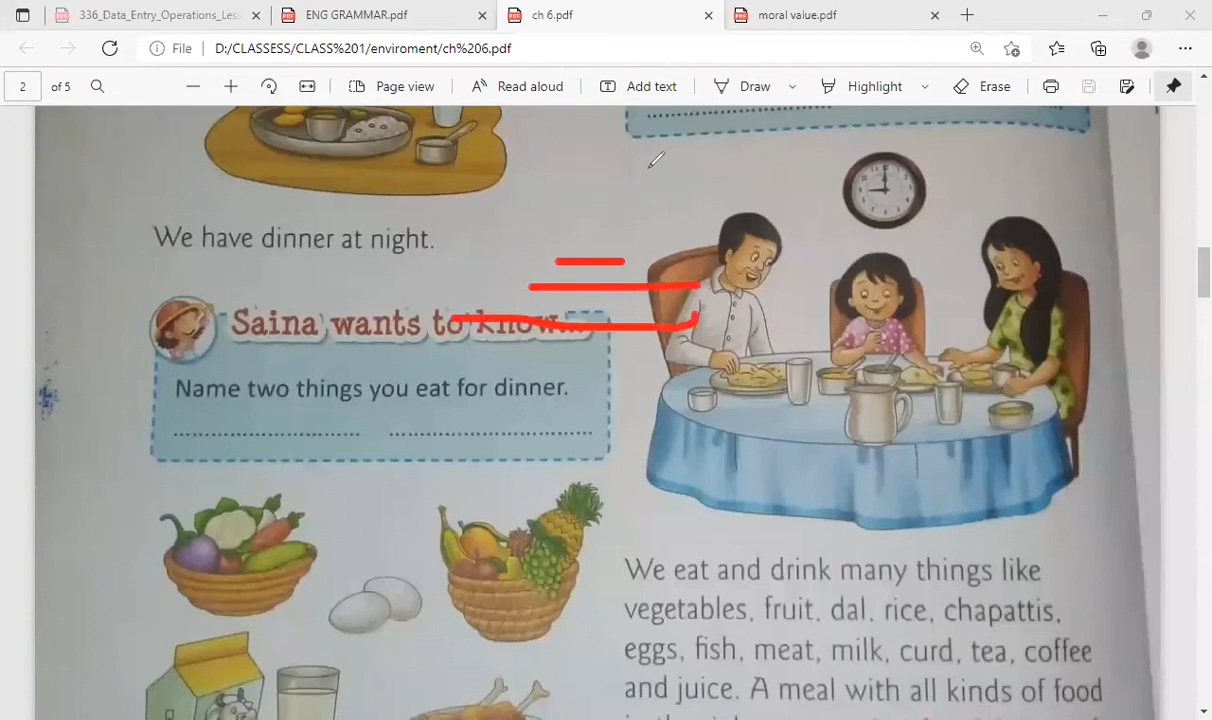 336_Data_Entry_Operations_Les
ENG GRAMMAR.pdf
ch 6.pdf
moral value.pdf
File
D:/CLASSESS/CLASS%201/enviroment/ch%206.pdf
2 of 5
Page view
Read aloud
Add text
Draw
Highlight
Erase
We have dinner at night.
Saina wants to know...
Name two things you eat for dinner.
We eat and drink many things like
vegetables, fruit, dal, rice, chapattis,
eggs, fish, meat, milk, curd, tea, coffee
and juice. A meal with all kinds of food